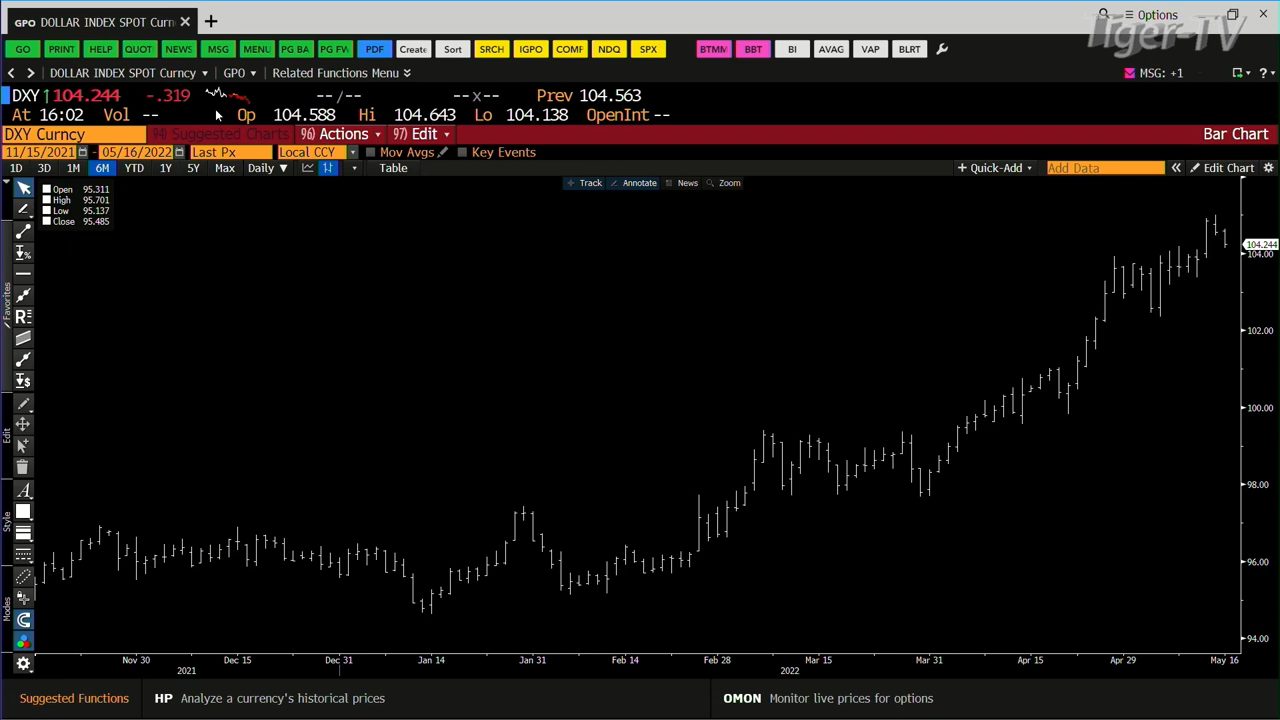 GPO DOLLAR INDEX SPOT Curn
Options
Tiger-TV
GO PRINT HELP QUOT NEWS MSG MENU PG BA PG FW PDF Create Sort SRCH IGPO COMF NDQ SPX BTMM BBT BI AVAG VAP BLRT
DOLLAR INDEX SPOT Curncy GPO Related Functions Menu MSG: +1
DXY ↑104.244 -.319 --/-- --x-- Prev 104.563
At 16:02 Vol -- Op 104.588 Hi 104.643 Lo 104.138 OpenInt --
DXY Curncy 94) Suggested Charts 96) Actions 97) Edit Bar Chart
11/15/2021 - 05/16/2022 Last Px Local CCY Mov Avgs Key Events
1D 3D 1M 6M YTD 1Y 5Y Max Daily ▼ Table + Quick-Add Add Data « Edit Chart
Track Annotate News Zoom
Open 95.311
High 95.701
Low 95.137
Close 95.485
Favorites
Edit
Style
Modes
104.244
104.00
102.00
100.00
98.00
96.00
94.00
Nov 30 Dec 15 Dec 31 Jan 14 Jan 31 Feb 14 Feb 28 Mar 15 Mar 31 Apr 15 Apr 29 May 16
2021 2022
Suggested Functions HP Analyze a currency's historical prices OMON Monitor live prices for options